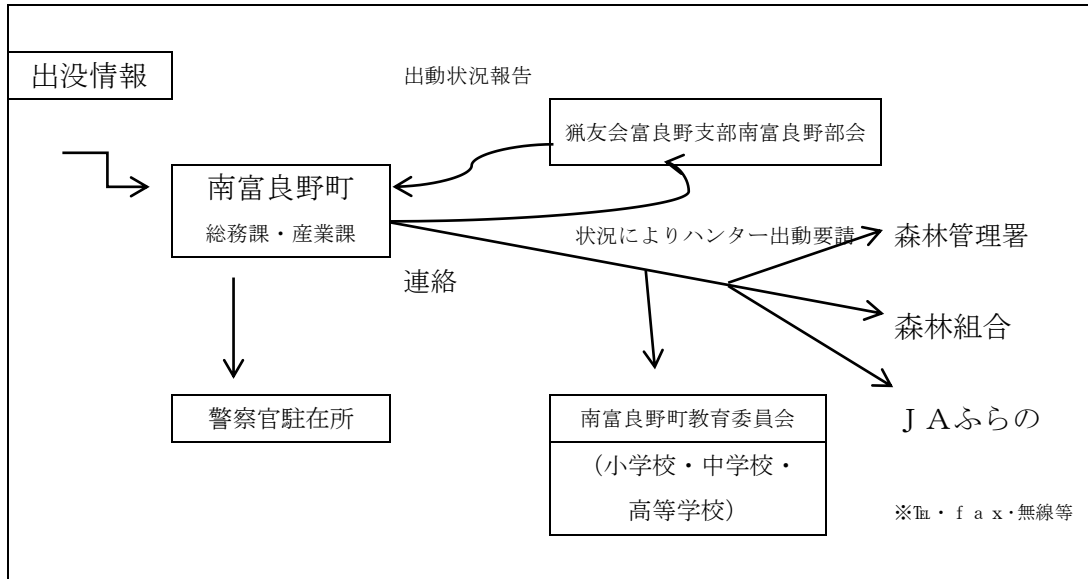 出没情報
出動状況報告
猟友会富良野支部南富良野部会
南富良野町
総務課・産業課
状況によりハンター出動要請
森林管理署
連絡
森林組合
警察官駐在所
南富良野町教育委員会
(小学校・中学校・
高等学校)
ＪＡふらの
※℡・ｆａｘ・無線等